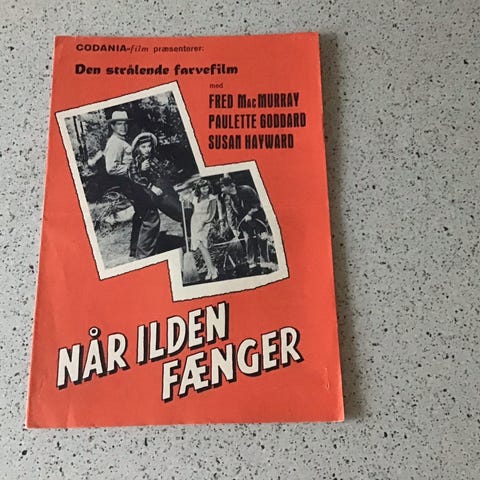 CODANIA-film præsenterer:
Den strålende farvefilm
med
FRED MacMURRAY
PAULETTE GODDARD
SUSAN HAYWARD
NÅR ILDEN
FÆNGER